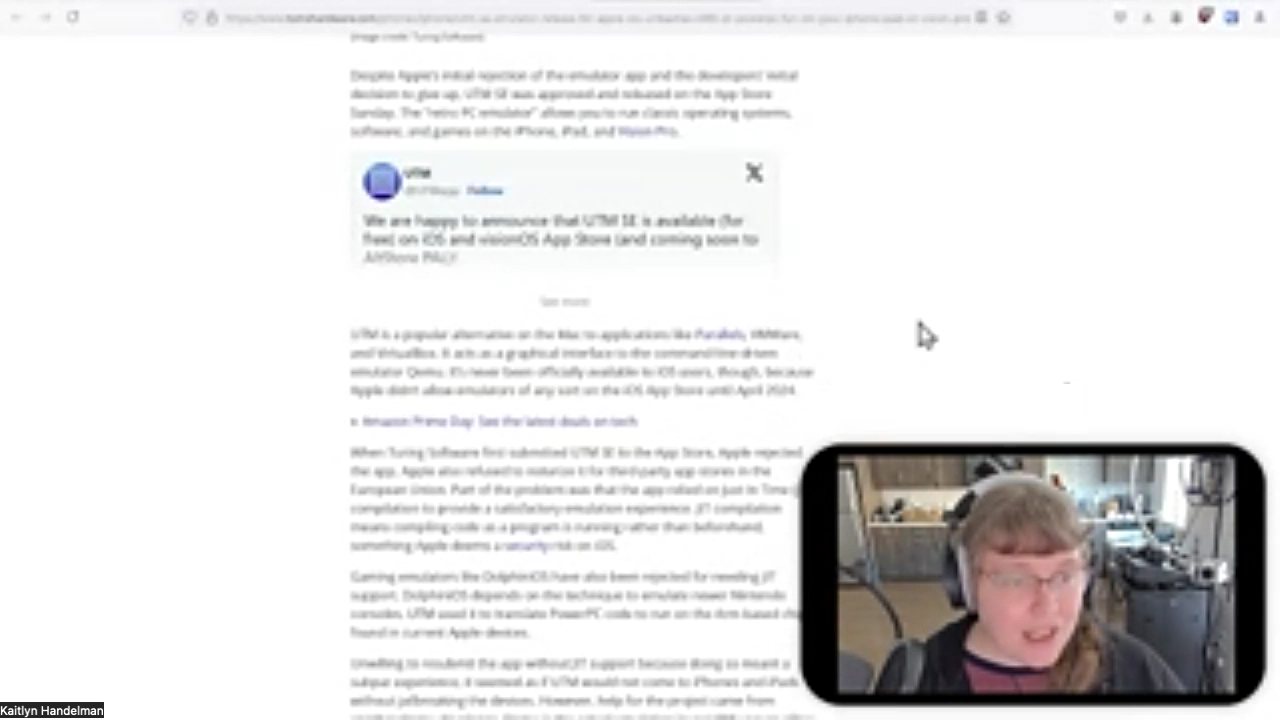 Despite Apple's initial rejection of the emulator app and the developers' initial
decision to give up, UTM SE was approved and released on the App Store
Sunday. The "retro PC emulator" allows you to run classic operating systems,
software, and games on the iPhone, iPad, and Vision Pro.
UTM
Follow
We are happy to announce that UTM SE is available (for
free) on iOS and visionOS App Store (and coming soon to
AltStore PAL)!
See more
UTM is a popular alternative on the Mac to applications like Parallels, VMWare,
and VirtualBox. It acts as a graphical interface to the command-line-driven
emulator Qemu. It's never been officially available to iOS users, though, because
Apple didn't allow emulators of any sort on the iOS App Store until April 2024.
Amazon Prime Day: See the latest deals on tech
When Turing Software first submitted UTM SE to the App Store, Apple rejected
the app. Apple also refused to notarize it for third-party app stores in the
European Union. Part of the problem was that the app relied on Just In Time
compilation to provide a satisfactory emulation experience. JIT compilation
means compiling code as a program is running rather than beforehand,
something Apple deems a security risk on iOS.
Gaming emulators like DolphiniOS have also been rejected for needing JIT
support. DolphiniOS depends on the technique to emulate newer Nintendo
consoles. UTM used it to translate PowerPC code to run on the Arm-based
found in current Apple devices.
Unwilling to resubmit the app without JIT support because doing so meant a
subpar experience, it seemed as if UTM would not come to iPhones and iPads
without jailbreaking the devices. However, help for the project came from
Kaitlyn Handelman